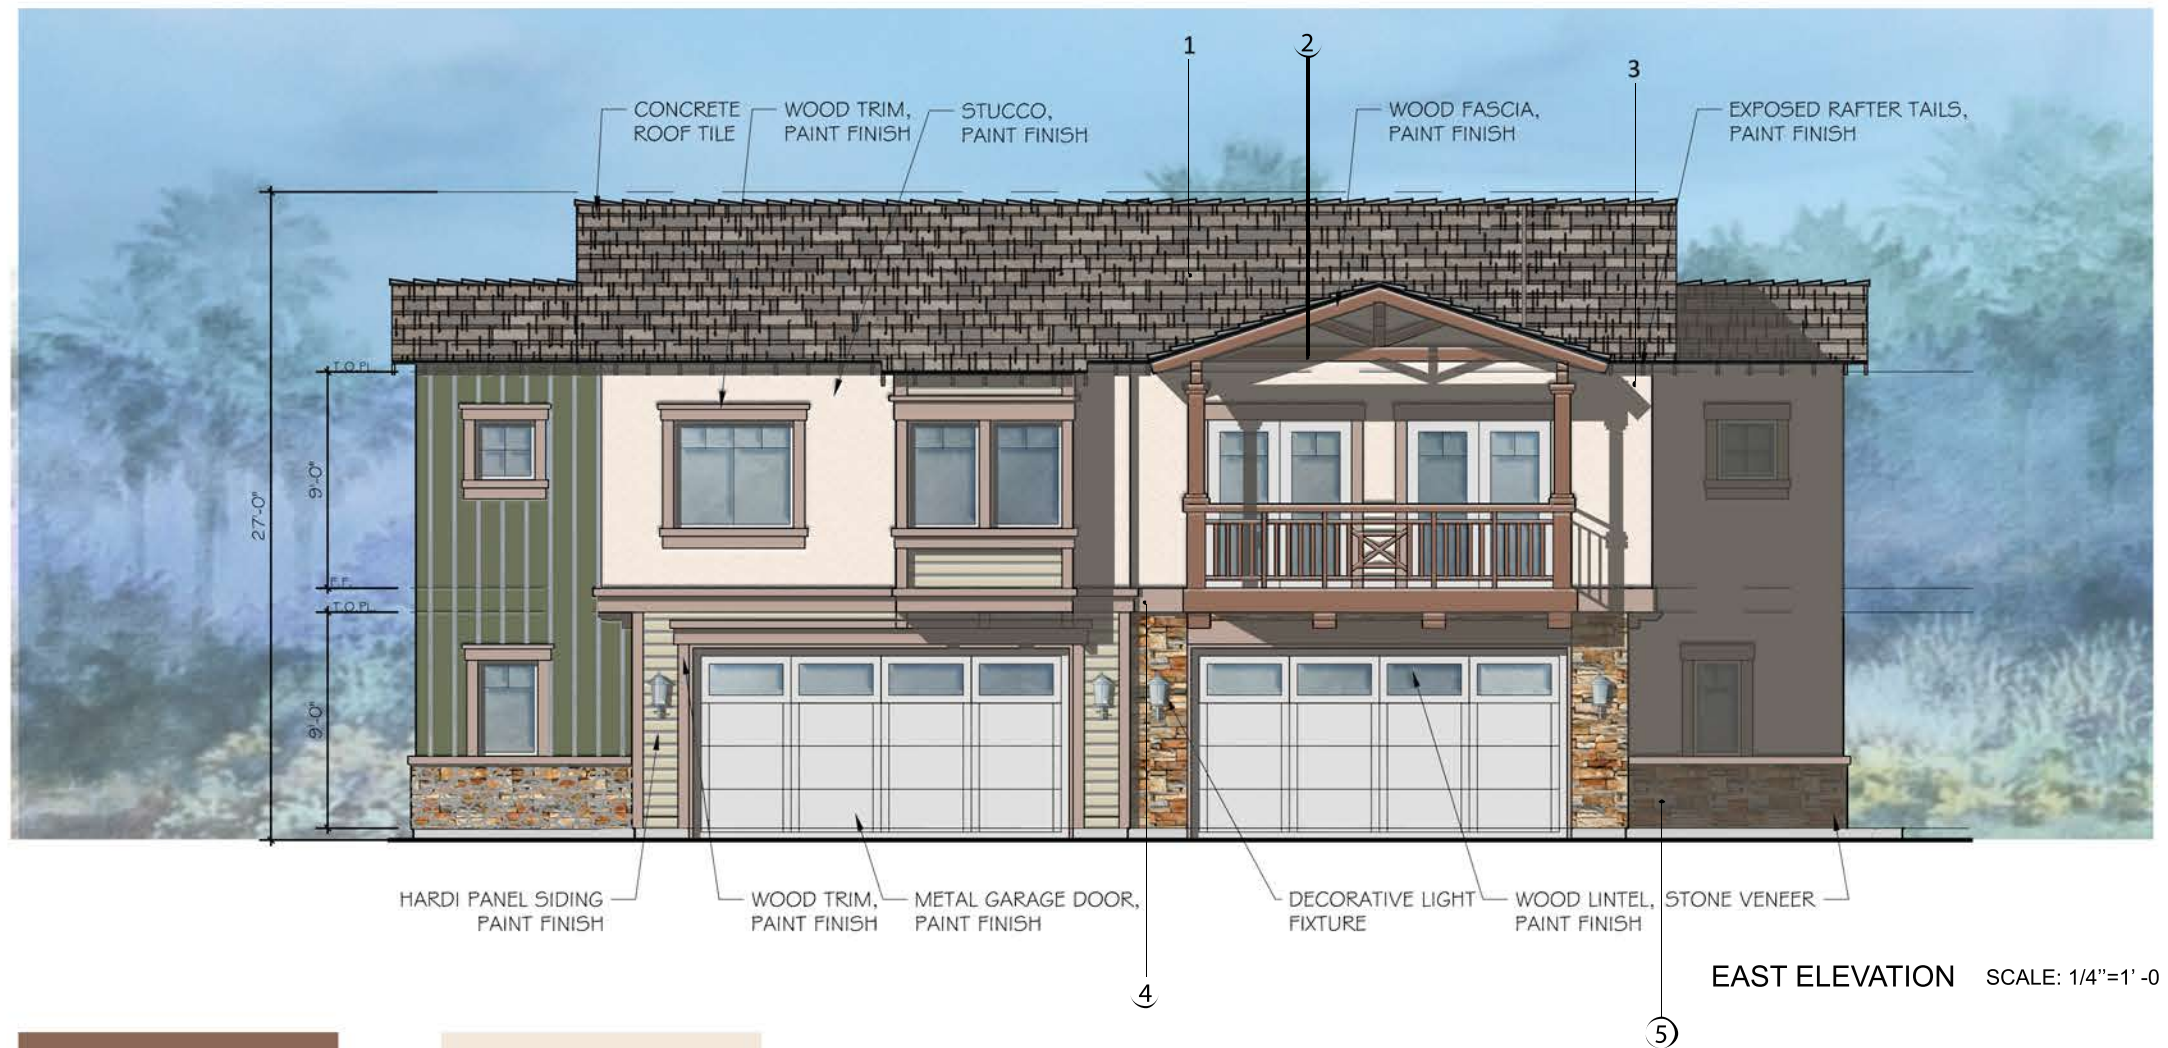 1
2
3
CONCRETE
ROOF TILE
WOOD TRIM,
PAINT FINISH
STUCCO,
PAINT FINISH
WOOD FASCIA,
PAINT FINISH
EXPOSED RAFTER TAILS,
PAINT FINISH
T.O.PL.
9'-0"
27'-0"
F.F.
T.O.PL.
9'-0"
HARDI PANEL SIDING
PAINT FINISH
WOOD TRIM,
PAINT FINISH
METAL GARAGE DOOR,
PAINT FINISH
DECORATIVE LIGHT
FIXTURE
WOOD LINTEL,
PAINT FINISH
STONE VENEER
4
EAST ELEVATION SCALE: 1/4’’=1’ -0
5